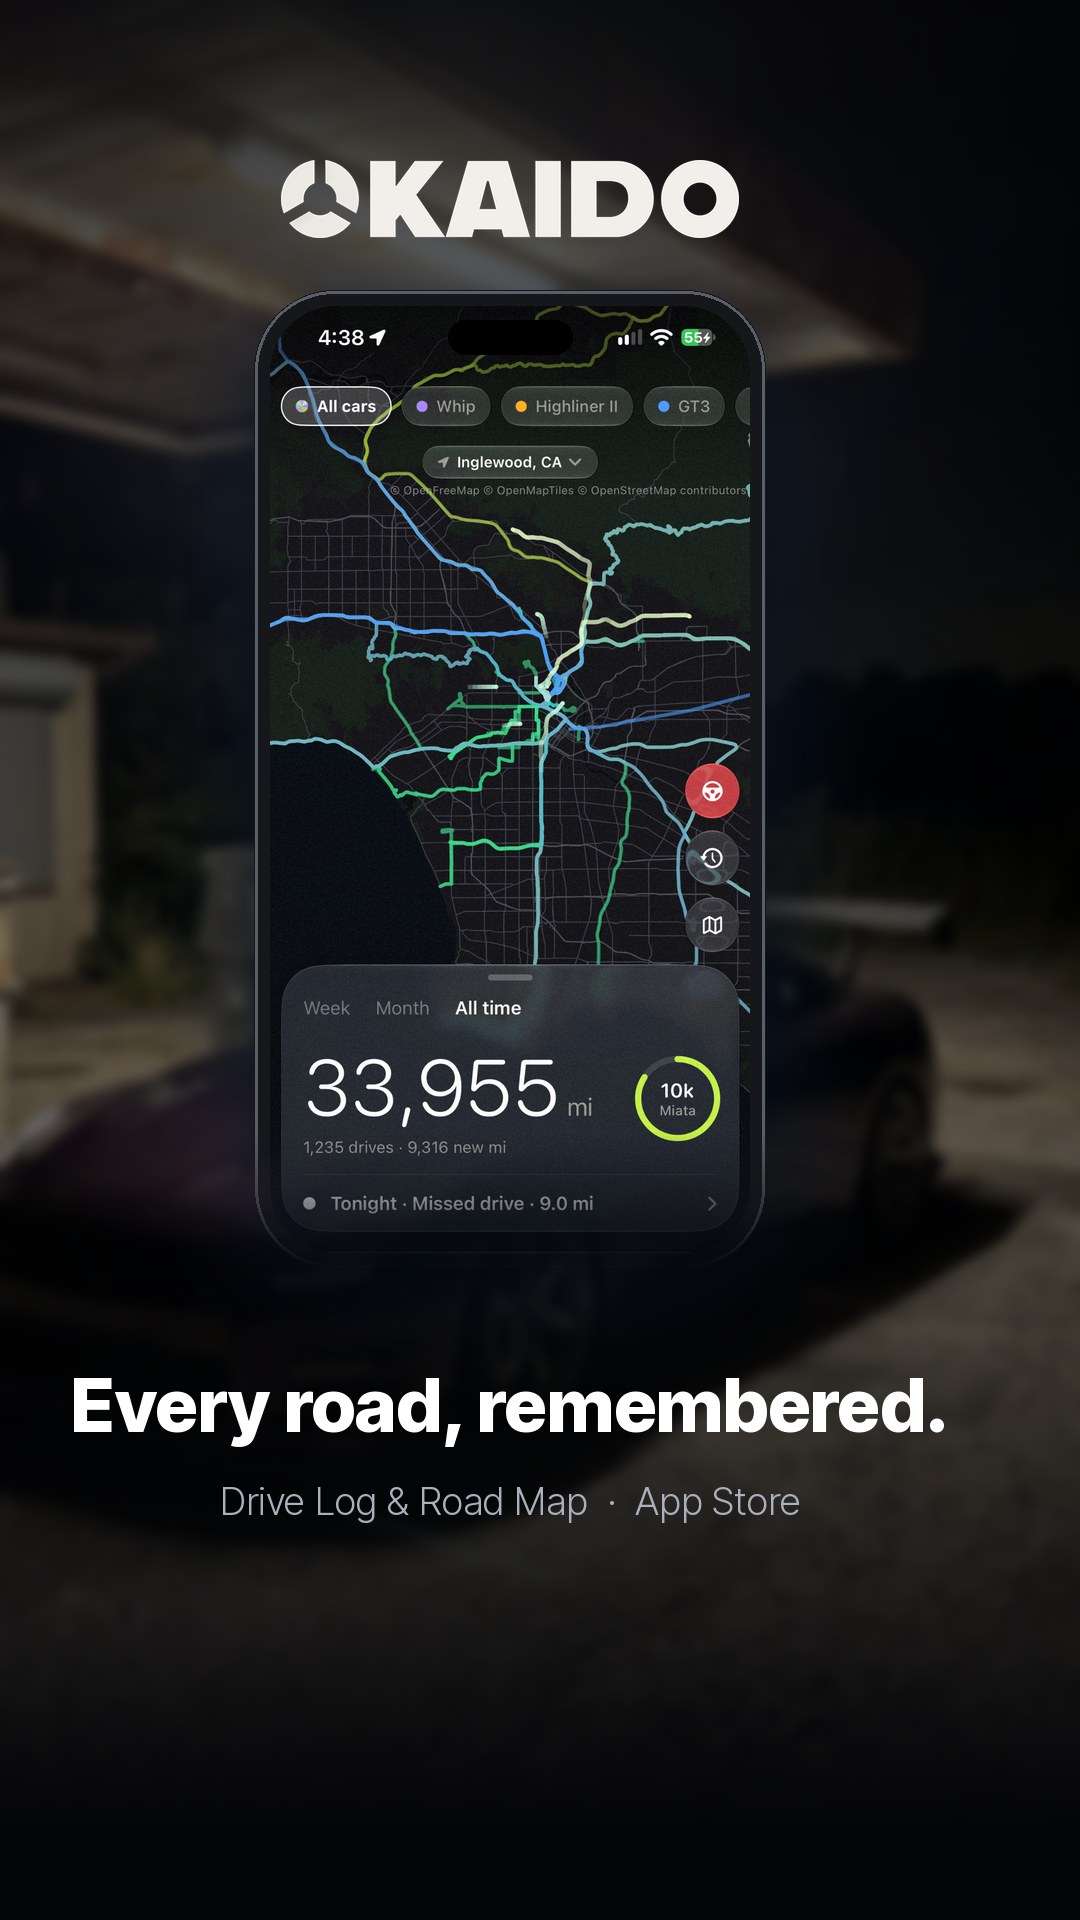 KAIDO
4:38
55
All cars
Whip
Highliner II
GT3
Inglewood, CA
© OpenFreeMap © OpenMapTiles © OpenStreetMap contributors
Week Month All time
33,955 mi
10k
Miata
1,235 drives · 9,316 new mi
Tonight · Missed drive · 9.0 mi
Every road, remembered.
Drive Log & Road Map · App Store